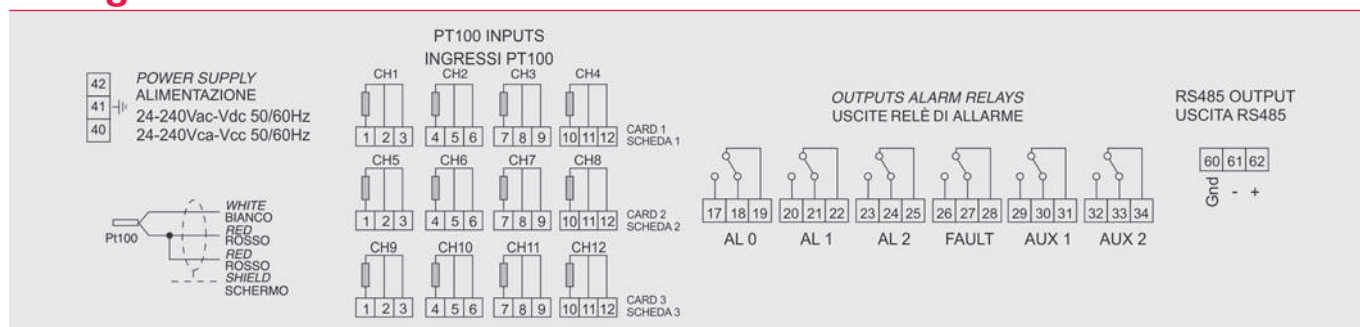 42
41
40
POWER SUPPLY
ALIMENTAZIONE
24-240Vac-Vdc 50/60Hz
24-240Vca-Vcc 50/60Hz
WHITE
BIANCO
RED
ROSSO
RED
ROSSO
SHIELD
SCHERMO
Pt100
PT100 INPUTS
INGRESSI PT100
CH1 CH2 CH3 CH4
1 2 3 4 5 6 7 8 9 10 11 12
CARD 1
SCHEDA 1
CH5 CH6 CH7 CH8
1 2 3 4 5 6 7 8 9 10 11 12
CARD 2
SCHEDA 2
CH9 CH10 CH11 CH12
1 2 3 4 5 6 7 8 9 10 11 12
CARD 3
SCHEDA 3
OUTPUTS ALARM RELAYS
USCITE RELÈ DI ALLARME
17 18 19 20 21 22 23 24 25 26 27 28 29 30 31 32 33 34
AL 0 AL 1 AL 2 FAULT AUX 1 AUX 2
RS485 OUTPUT
USCITA RS485
60 61 62
Gnd - +